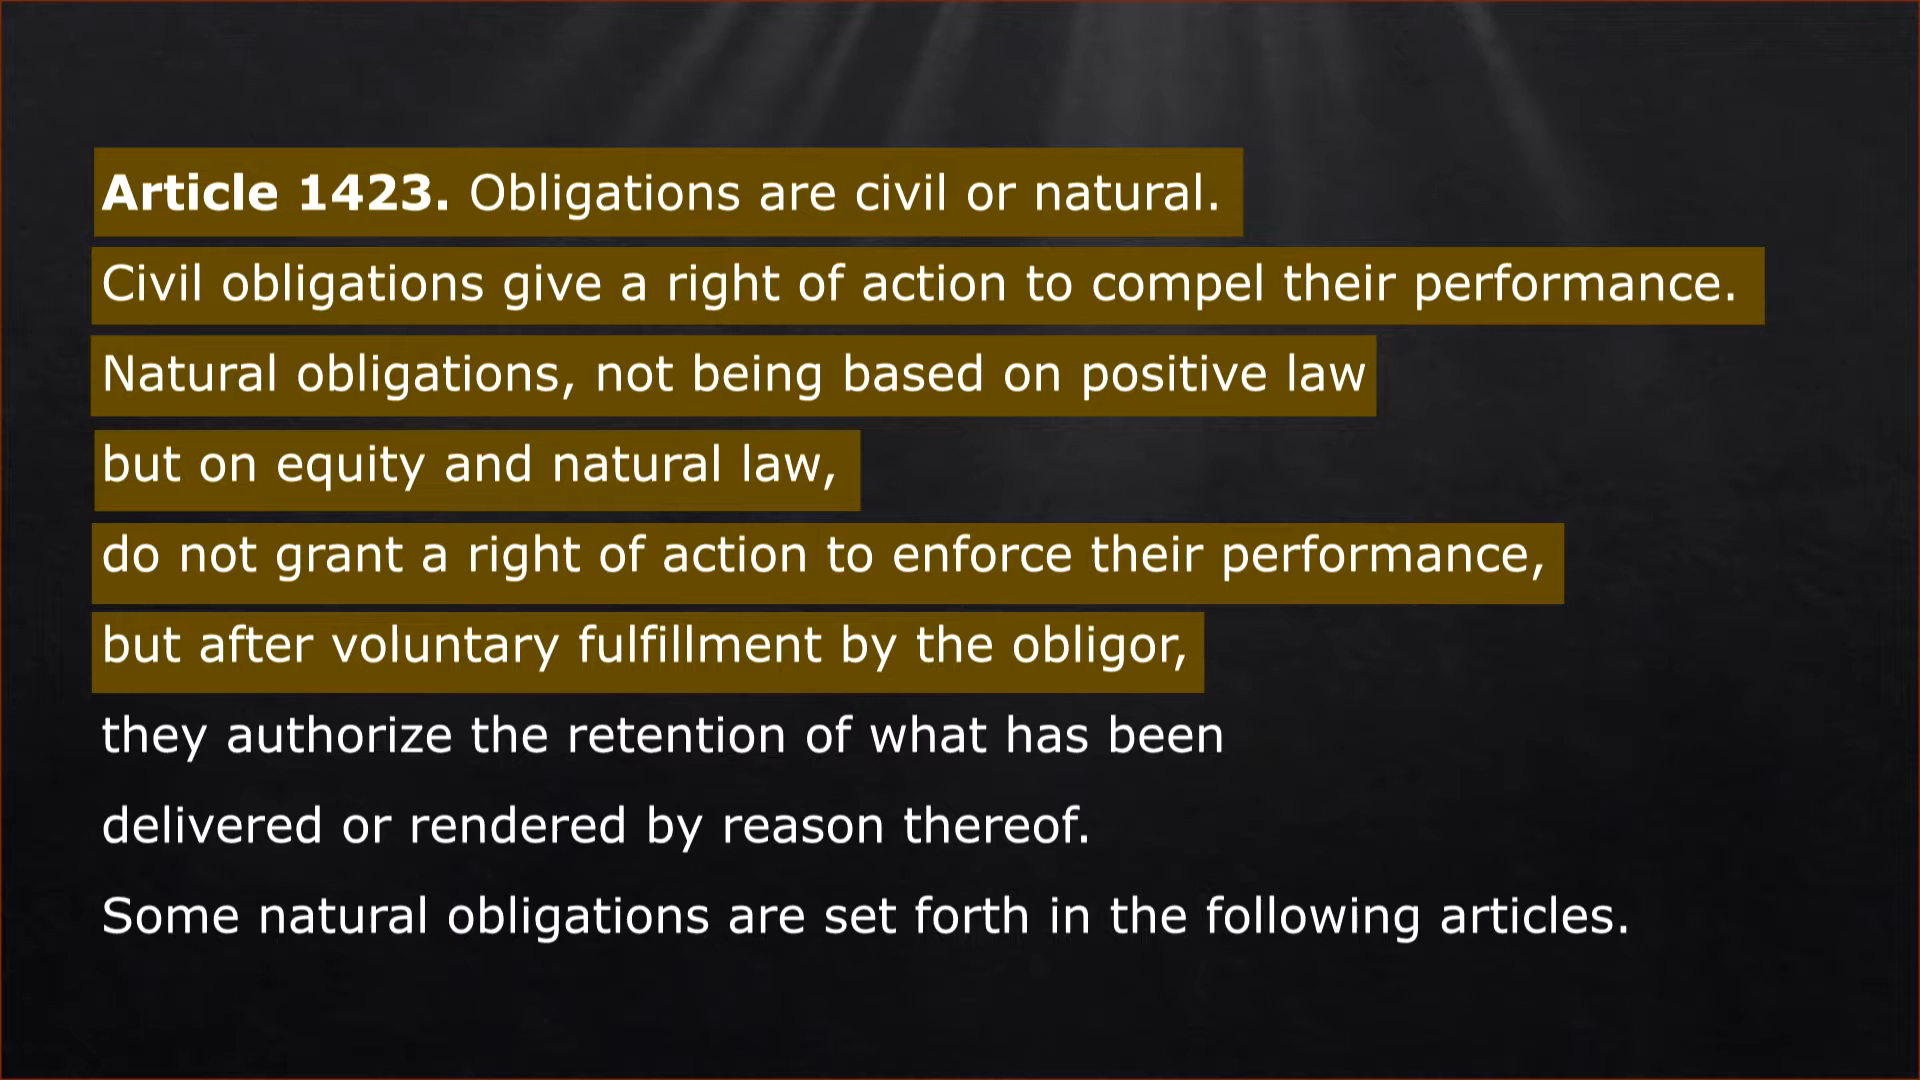 Article 1423. Obligations are civil or natural.
Civil obligations give a right of action to compel their performance.
Natural obligations, not being based on positive law
but on equity and natural law,
do not grant a right of action to enforce their performance,
but after voluntary fulfillment by the obligor,
they authorize the retention of what has been
delivered or rendered by reason thereof.
Some natural obligations are set forth in the following articles.